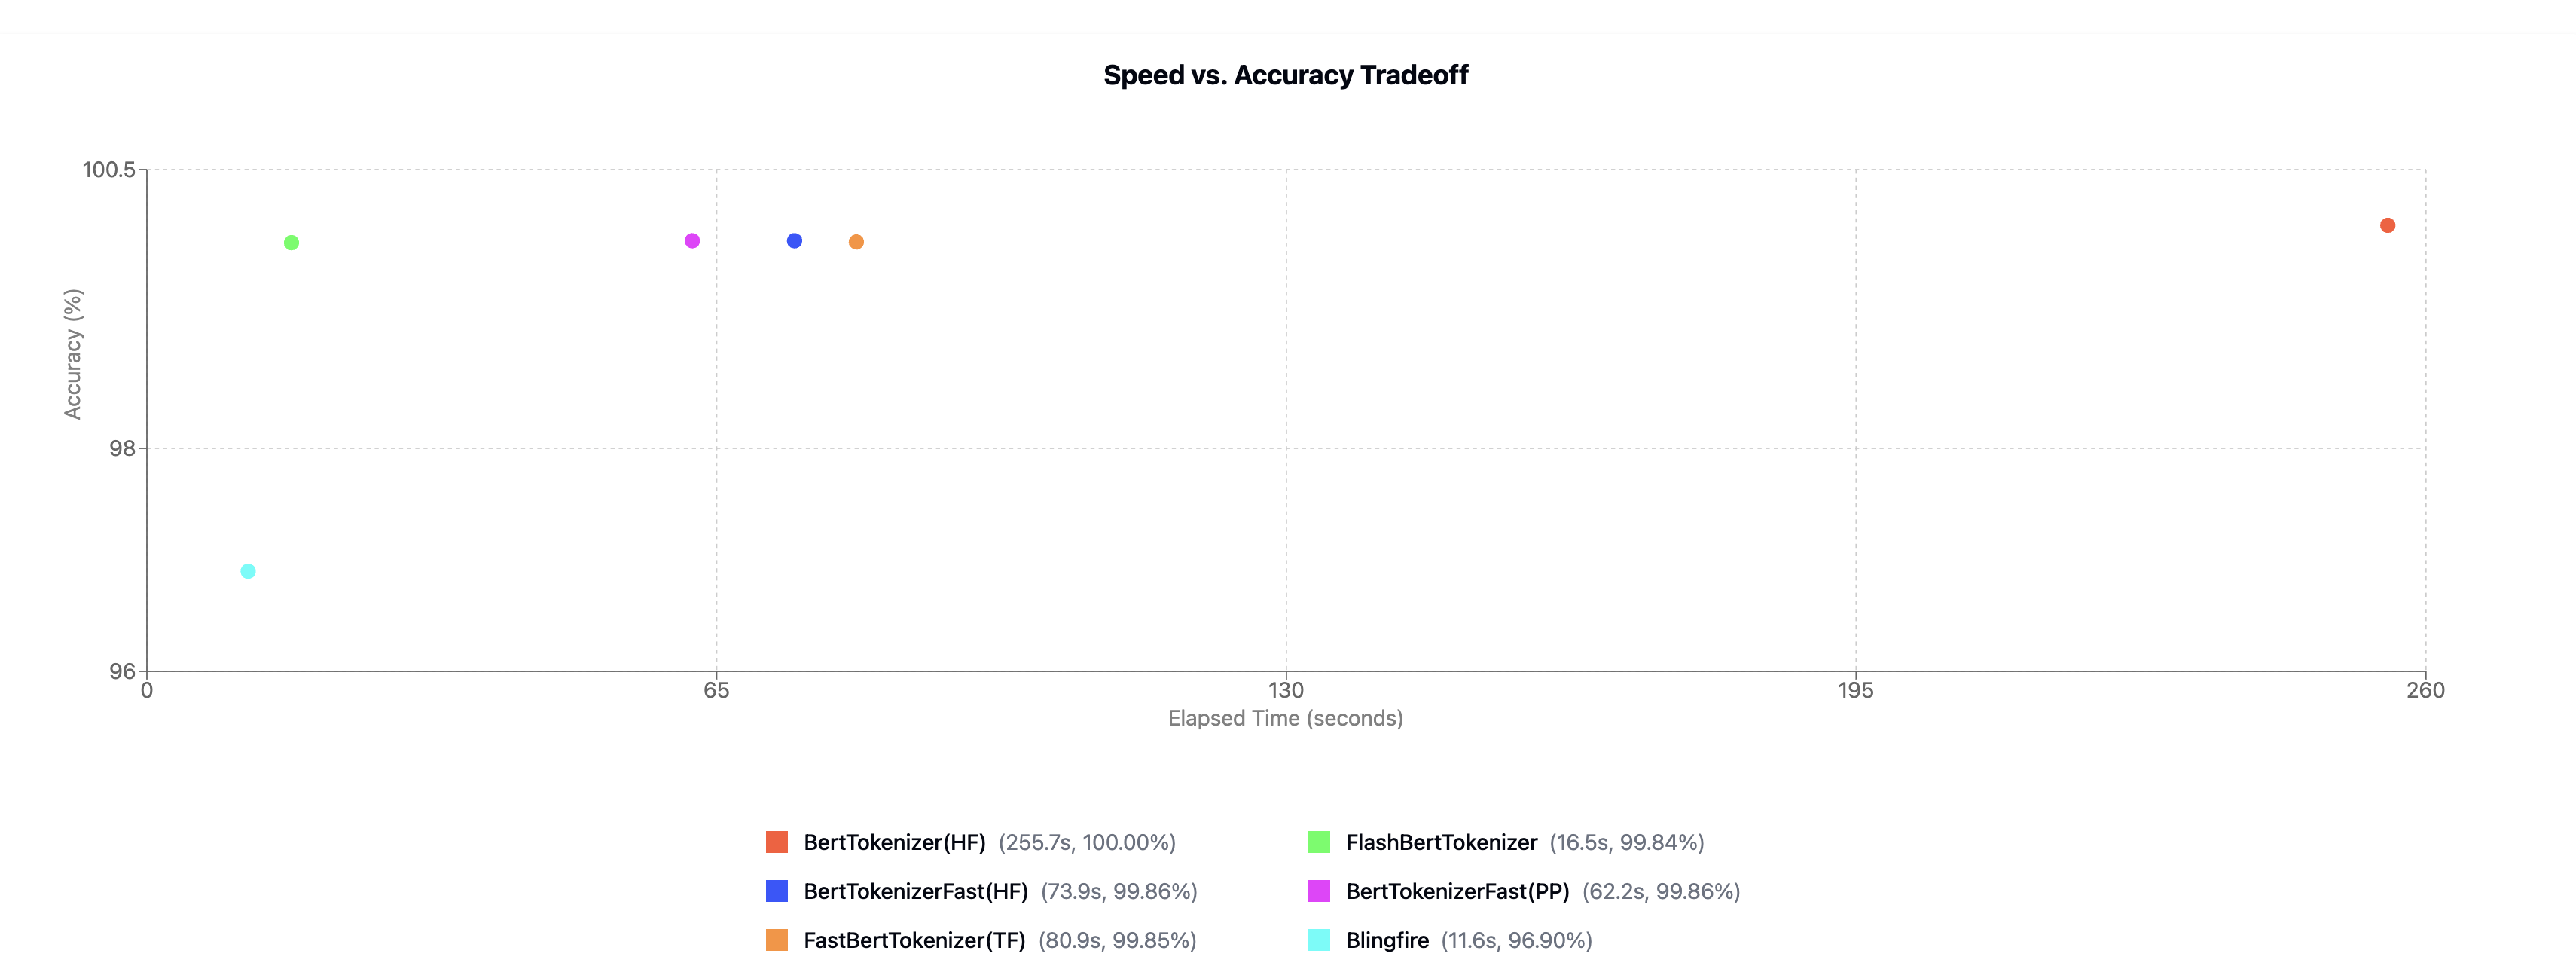 Speed vs. Accuracy Tradeoff
100.5
98
96
Accuracy (%)
0 65 130 195 260
Elapsed Time (seconds)
BertTokenizer(HF) (255.7s, 100.00%) FlashBertTokenizer (16.5s, 99.84%)
BertTokenizerFast(HF) (73.9s, 99.86%) BertTokenizerFast(PP) (62.2s, 99.86%)
FastBertTokenizer(TF) (80.9s, 99.85%) Blingfire (11.6s, 96.90%)